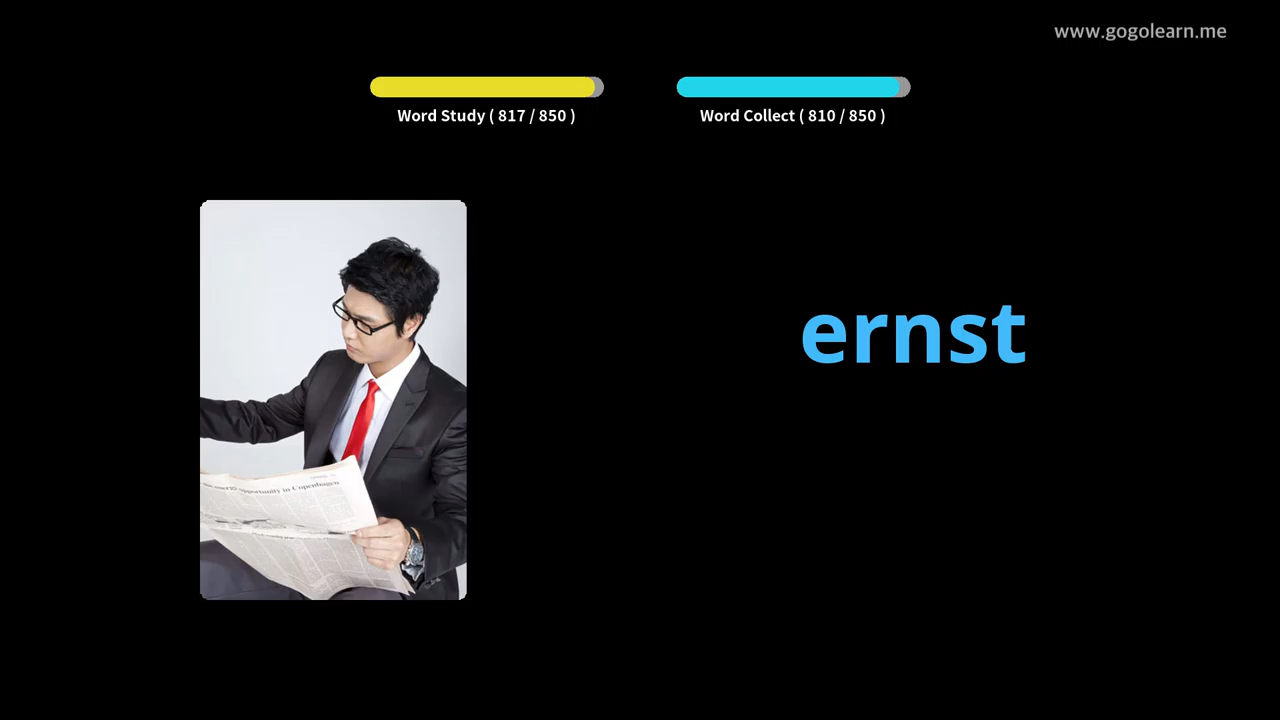 www.gogolearn.me
Word Study ( 817 / 850 )
Word Collect ( 810 / 850 )
ernst
opportunity in Copenhagen